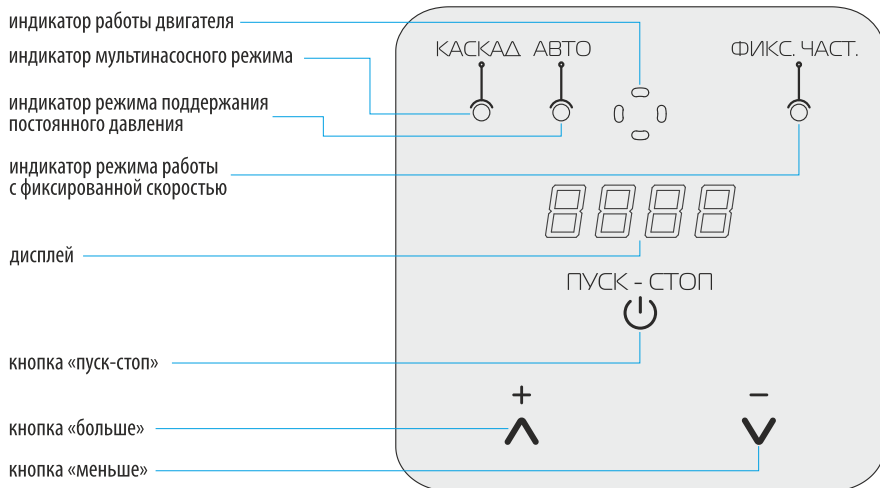 индикатор работы двигателя
индикатор мультинасосного режима
индикатор режима поддержания
постоянного давления
индикатор режима работы
с фиксированной скоростью
дисплей
кнопка «пуск-стоп»
кнопка «больше»
кнопка «меньше»
КАСКАД АВТО ФИКС. ЧАСТ.
8888
ПУСК - СТОП
+ −